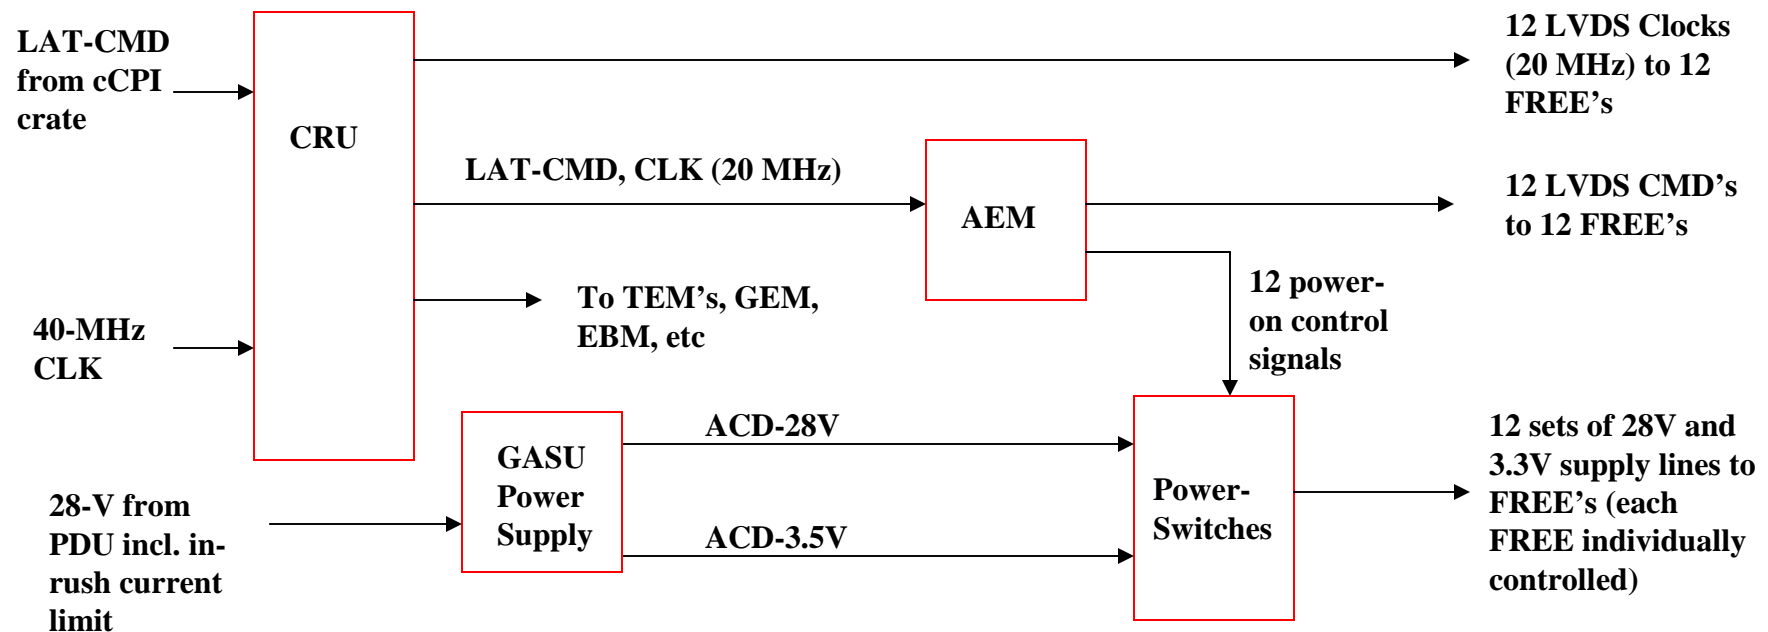 LAT-CMD
from cCPI
crate
CRU
12 LVDS Clocks
(20 MHz) to 12
FREE's
LAT-CMD, CLK (20 MHz)
AEM
12 LVDS CMD's
to 12 FREE's
To TEM's, GEM,
EBM, etc
12 power-
on control
signals
40-MHz
CLK
GASU
Power
Supply
ACD-28V
ACD-3.5V
Power-
Switches
12 sets of 28V and
3.3V supply lines to
FREE's (each
FREE individually
controlled)
28-V from
PDU incl. in-
rush current
limit